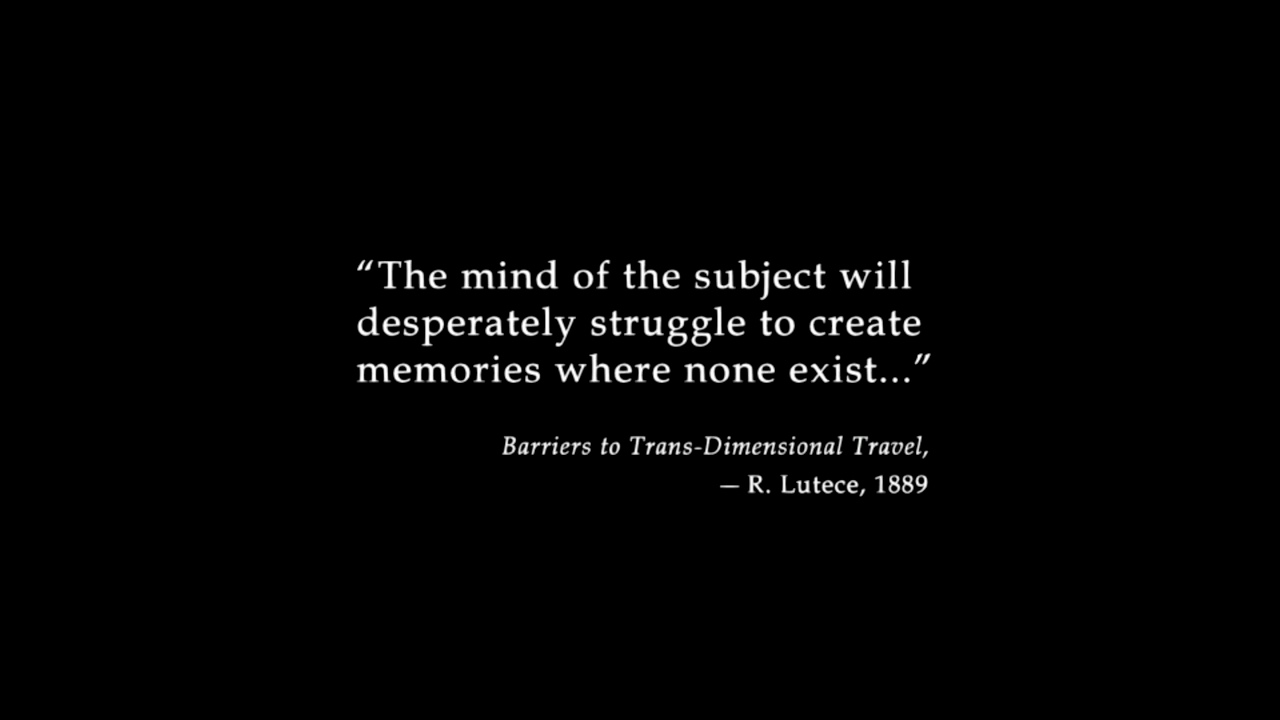 “The mind of the subject will
desperately struggle to create
memories where none exist...”
Barriers to Trans-Dimensional Travel,
— R. Lutece, 1889